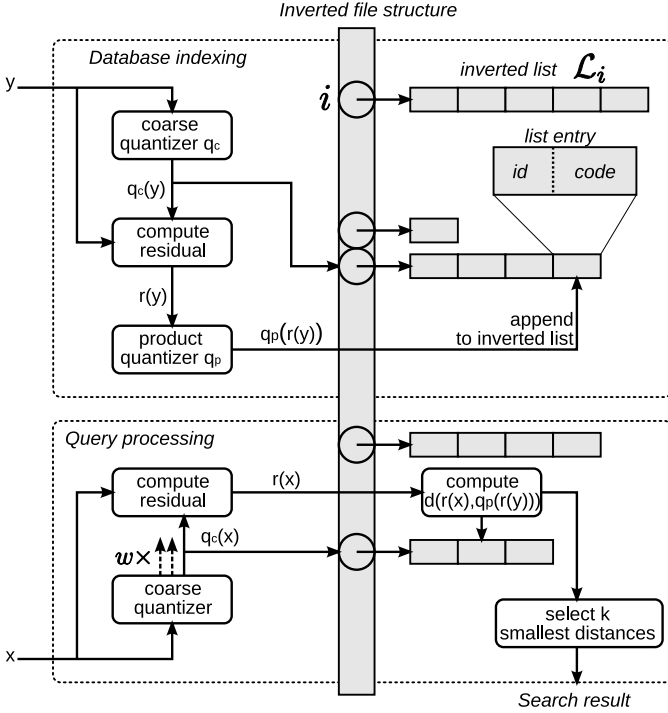 Inverted file structure
Database indexing
y
i
inverted list 𝓛ᵢ
coarse
quantizer qc
list entry
id
code
qc(y)
compute
residual
r(y)
product
quantizer qp
qp(r(y))
append
to inverted list
Query processing
compute
residual
r(x)
compute
d(r(x),qp(r(y)))
w×
qc(x)
coarse
quantizer
select k
smallest distances
x
Search result